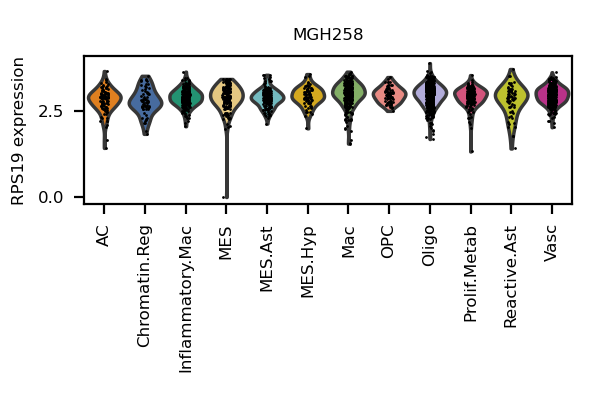 MGH258
RPS19 expression
2.5
0.0
AC
Chromatin.Reg
Inflammatory.Mac
MES
MES.Ast
MES.Hyp
Mac
OPC
Oligo
Prolif.Metab
Reactive.Ast
Vasc